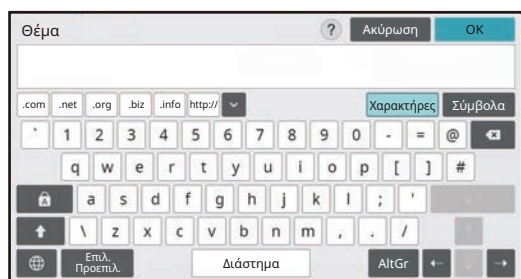 Θέμα ? Ακύρωση OK
.com .net .org .biz .info http:// Χαρακτήρες Σύμβολα
` 1 2 3 4 5 6 7 8 9 0 - = @
q w e r t y u i o p [ ] #
a s d f g h j k l ; '
\ z x c v b n m , . /
Επιλ. Προεπιλ. Διάστημα AltGr